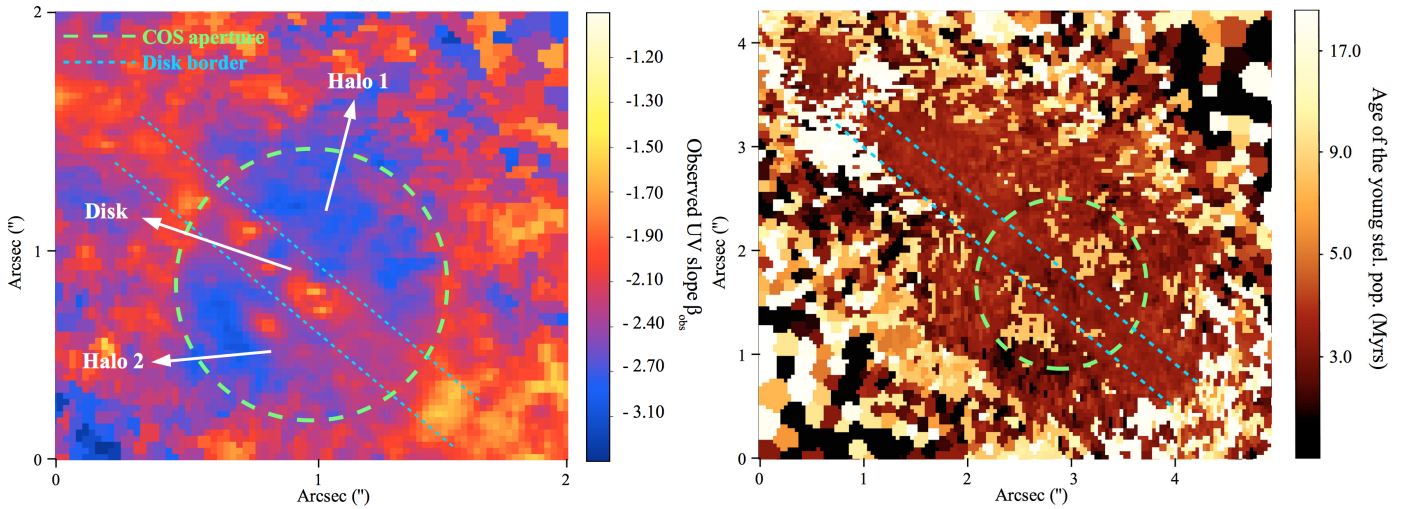 COS aperture
Disk border
Halo 1
Disk
Halo 2
2
1
0
Arcsec (")
0
1
2
Arcsec (")
-1.20
-1.30
-1.50
-1.70
-1.90
-2.10
-2.40
-2.70
- 3.10
Observed UV slope βobs
4
3
2
1
0
Arcsec (")
0
1
2
3
4
Arcsec (")
17.0
9.0
5.0
3.0
Age of the young stel. pop. (Myrs)